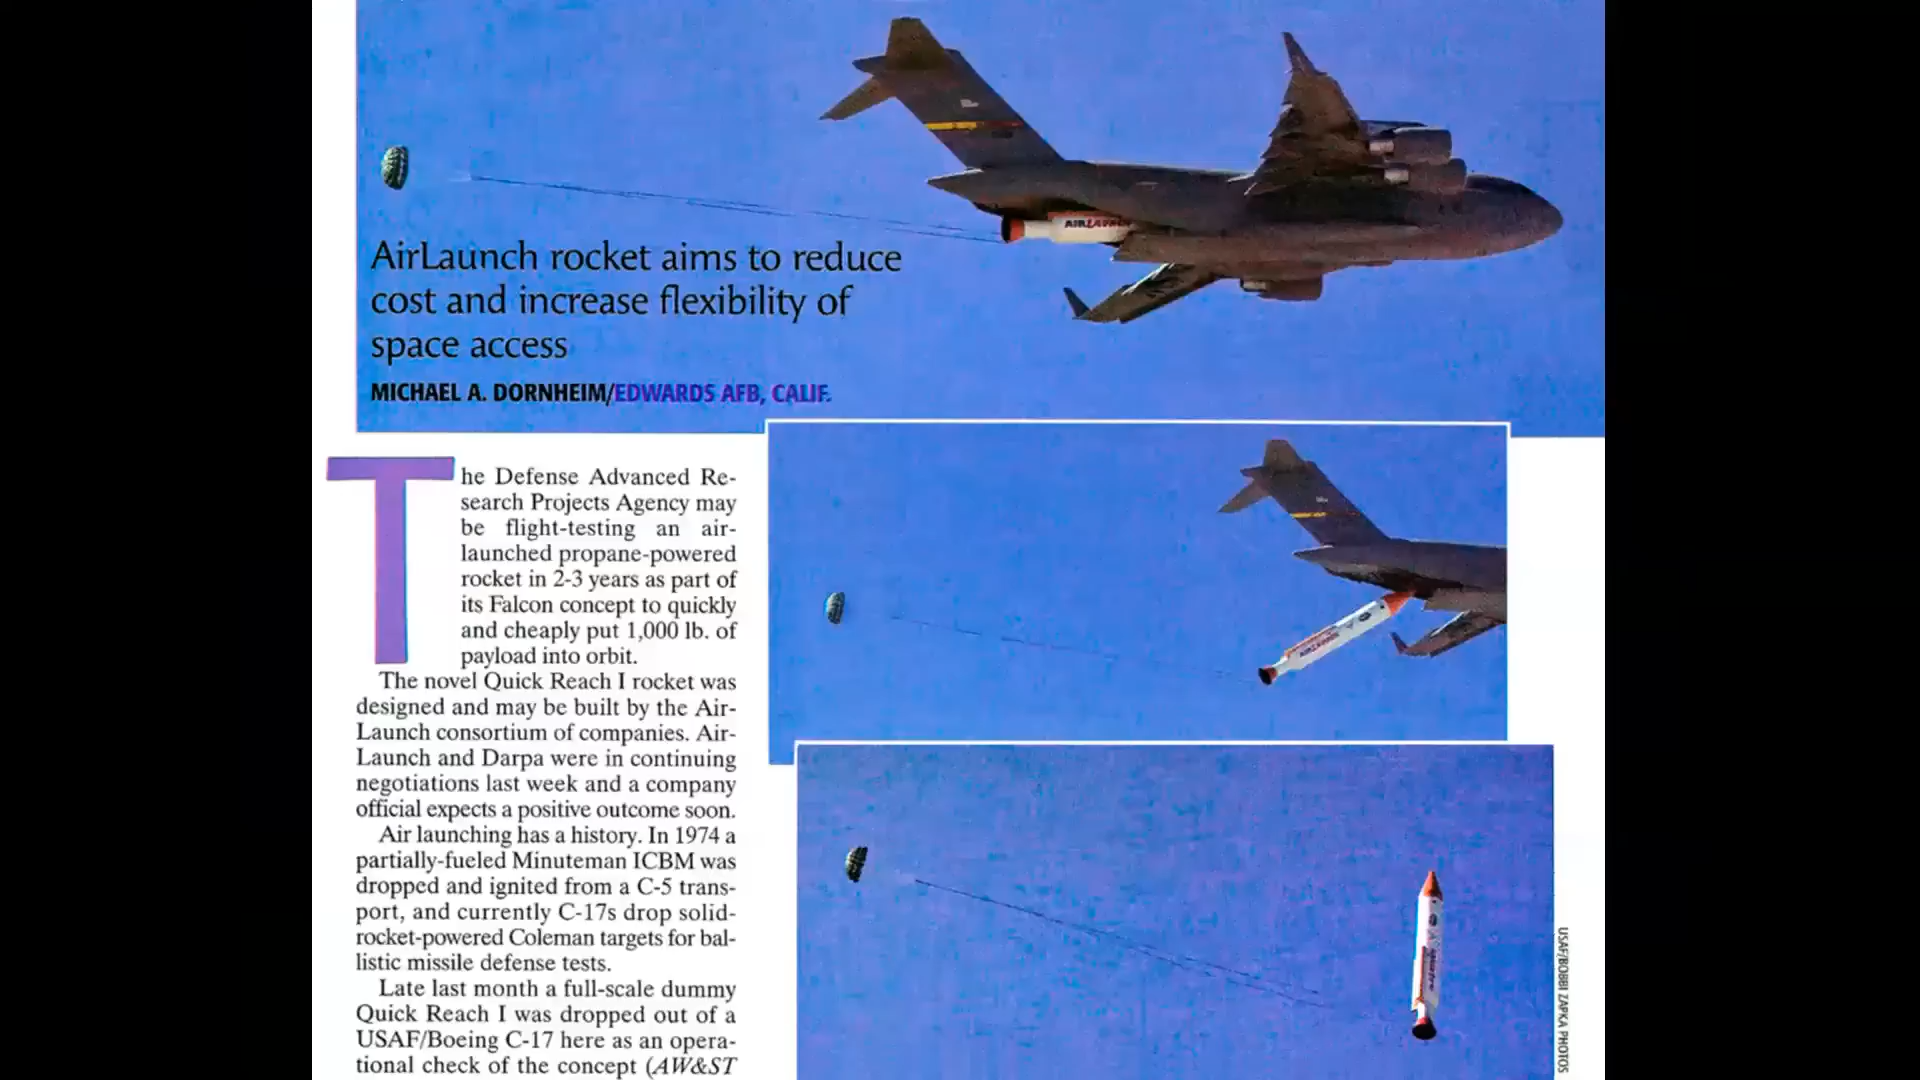 AirLaunch rocket aims to reduce
cost and increase flexibility of
space access
MICHAEL A. DORNHEIM/EDWARDS AFB, CALIF.
The Defense Advanced Re-
search Projects Agency may
be flight-testing an air-
launched propane-powered
rocket in 2-3 years as part of
its Falcon concept to quickly
and cheaply put 1,000 lb. of
payload into orbit.
The novel Quick Reach I rocket was
designed and may be built by the Air-
Launch consortium of companies. Air-
Launch and Darpa were in continuing
negotiations last week and a company
official expects a positive outcome soon.
Air launching has a history. In 1974 a
partially-fueled Minuteman ICBM was
dropped and ignited from a C-5 trans-
port, and currently C-17s drop solid-
rocket-powered Coleman targets for bal-
listic missile defense tests.
Late last month a full-scale dummy
Quick Reach I was dropped out of a
USAF/Boeing C-17 here as an opera-
tional check of the concept (AW&ST
AIRLAUNCH
AIRLAUNCH
USAF/BOBBI ZAPKA PHOTOS